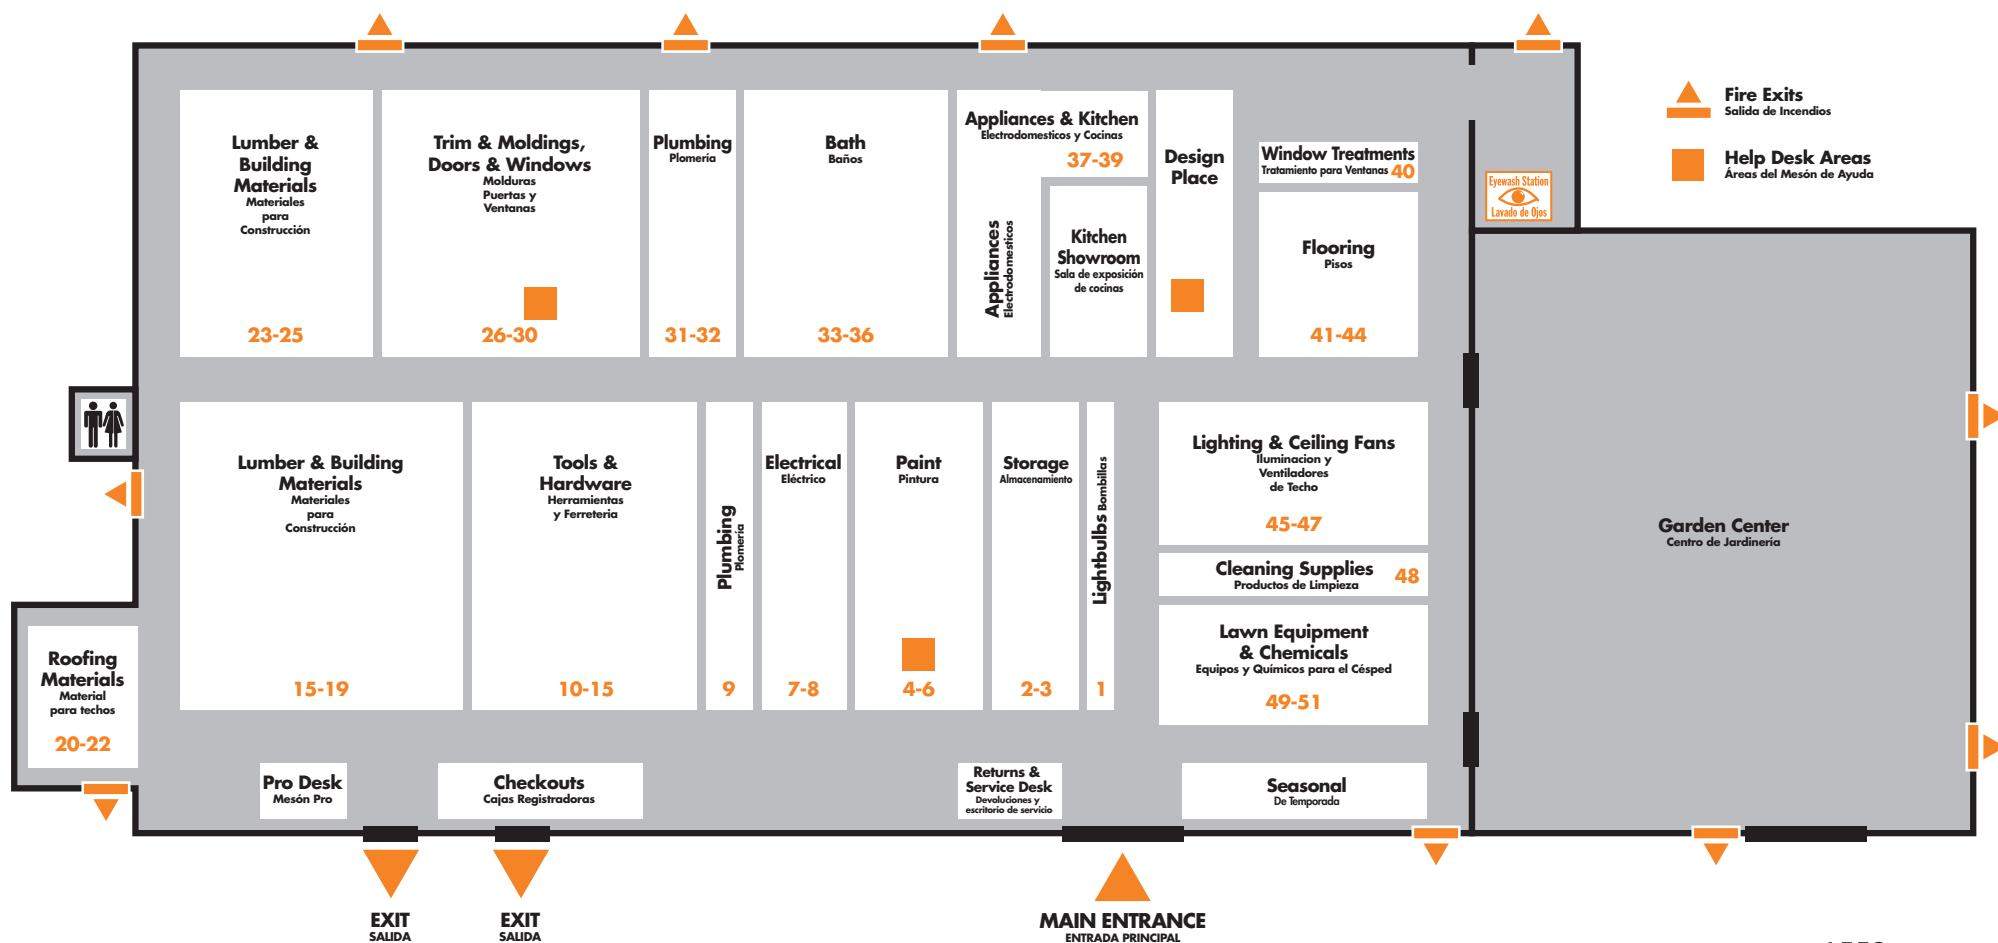 Fire Exits
Salida de Incendios
Help Desk Areas
Áreas del Mesón de Ayuda
Lumber &
Building
Materials
Materiales
para
Construcción
23-25
Trim & Moldings,
Doors & Windows
Molduras
Puertas y
Ventanas
26-30
Plumbing
Plomería
31-32
Bath
Baños
33-36
Appliances & Kitchen
Electrodomesticos y Cocinas
37-39
Appliances
Electrodomesticos
Kitchen
Showroom
Sala de exposición
de cocinas
Design
Place
Window Treatments
Tratamiento para Ventanas 40
Flooring
Pisos
41-44
Eyewash Station
Lavado de Ojos
Lumber & Building
Materials
Materiales
para
Construcción
15-19
Tools &
Hardware
Herramientas
y Ferreteria
10-15
Plumbing
Plomería
9
Electrical
Eléctrico
7-8
Paint
Pintura
4-6
Storage
Almacenamiento
2-3
Lightbulbs Bombillas
1
Lighting & Ceiling Fans
Iluminacion y
Ventiladores
de Techo
45-47
Cleaning Supplies
Productos de Limpieza
48
Lawn Equipment
& Chemicals
Equipos y Químicos para el Césped
49-51
Garden Center
Centro de Jardinería
Roofing
Materials
Material
para techos
20-22
Pro Desk
Mesón Pro
Checkouts
Cajas Registradoras
Returns &
Service Desk
Devoluciones y
escritorio de servicio
Seasonal
De Temporada
EXIT
SALIDA
EXIT
SALIDA
MAIN ENTRANCE
ENTRADA PRINCIPAL